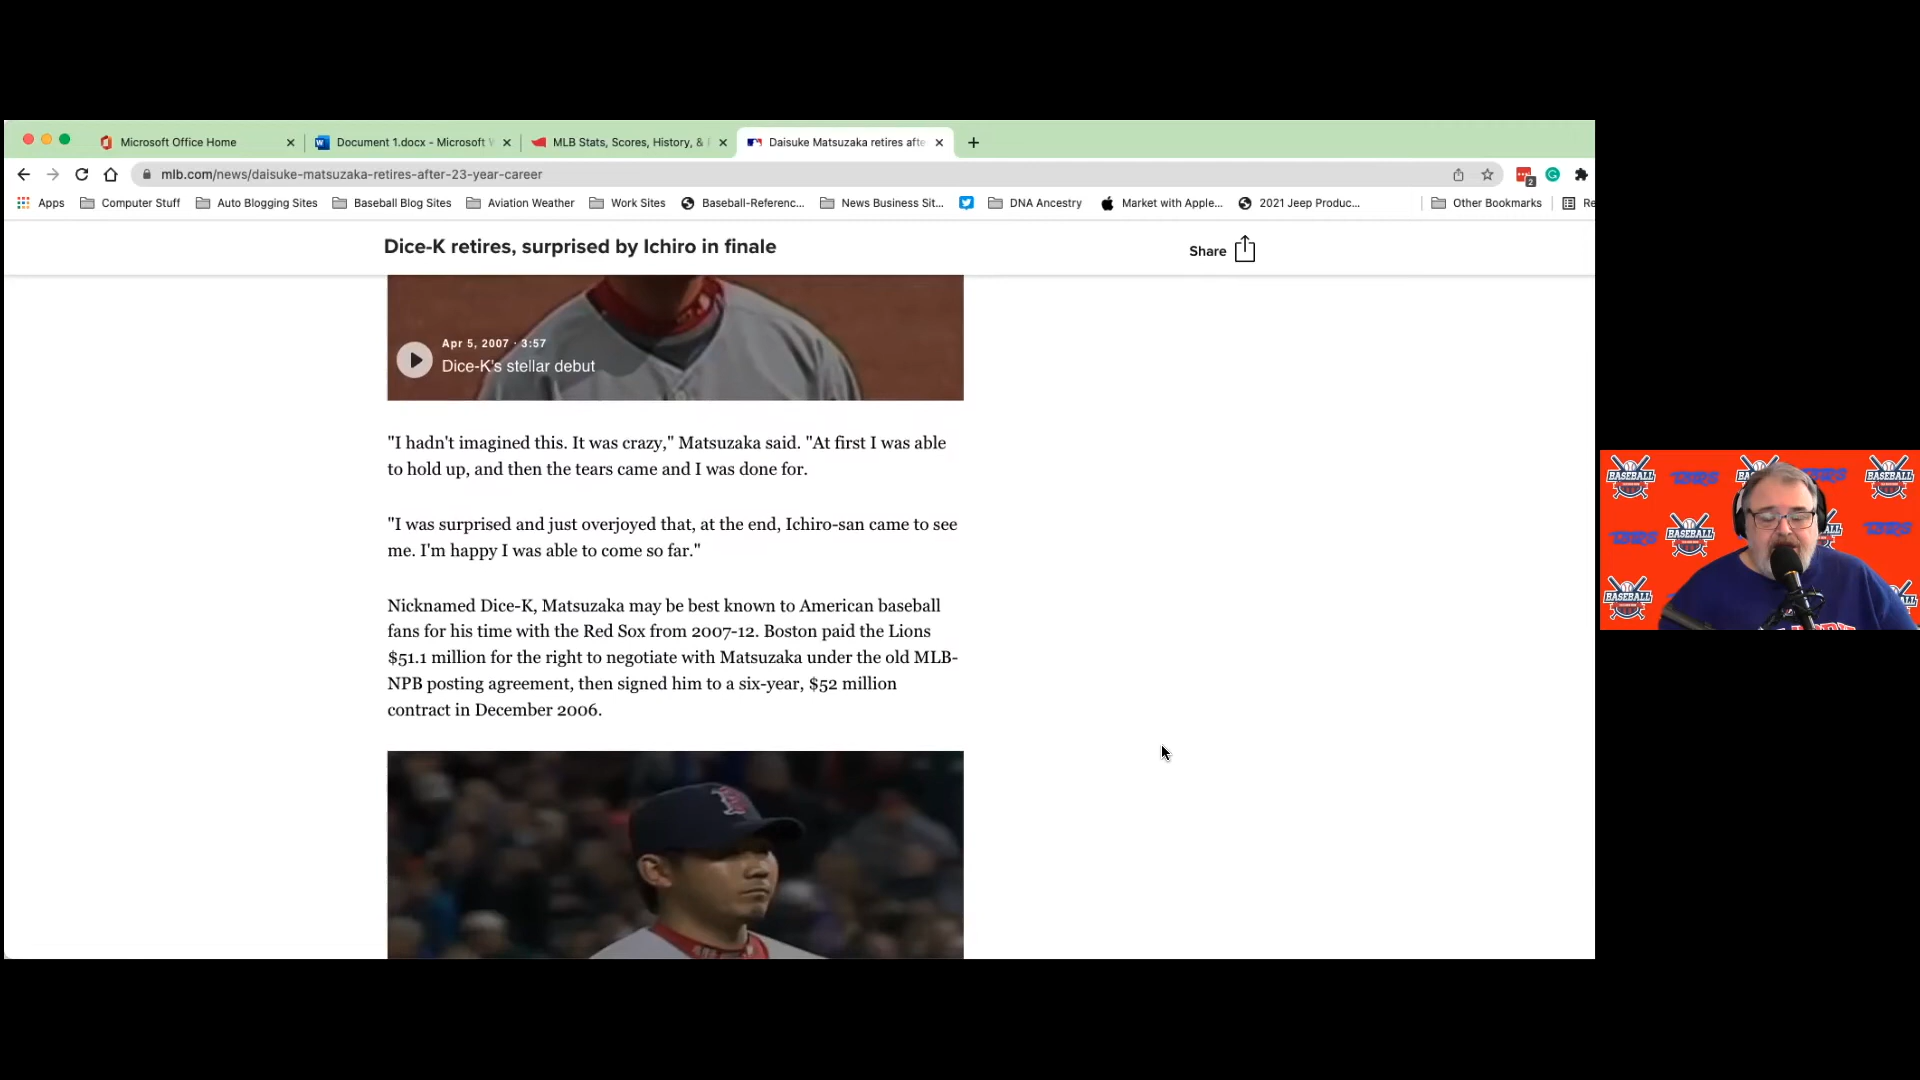 Microsoft Office Home
Document 1.docx - Microsoft
MLB Stats, Scores, History, &
Daisuke Matsuzaka retires afte
mlb.com/news/daisuke-matsuzaka-retires-after-23-year-career
2
Apps
Computer Stuff
Auto Blogging Sites
Baseball Blog Sites
Aviation Weather
Work Sites
Baseball-Referenc...
News Business Sit...
DNA Ancestry
Market with Apple...
2021 Jeep Produc...
Other Bookmarks
Re
Dice-K retires, surprised by Ichiro in finale
Share
Apr 5, 2007 · 3:57
Dice-K's stellar debut
"I hadn't imagined this. It was crazy," Matsuzaka said. "At first I was able
to hold up, and then the tears came and I was done for.
"I was surprised and just overjoyed that, at the end, Ichiro-san came to see
me. I'm happy I was able to come so far."
Nicknamed Dice-K, Matsuzaka may be best known to American baseball
fans for his time with the Red Sox from 2007-12. Boston paid the Lions
$51.1 million for the right to negotiate with Matsuzaka under the old MLB-
NPB posting agreement, then signed him to a six-year, $52 million
contract in December 2006.
BASEBALL
BASEBALL
BASEBALL
BASEBALL